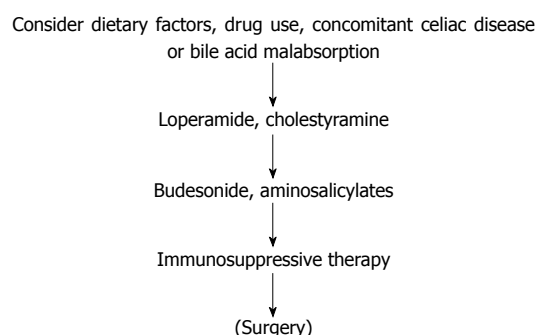 Consider dietary factors, drug use, concomitant celiac disease
or bile acid malabsorption
Loperamide, cholestyramine
Budesonide, aminosalicylates
Immunosuppressive therapy
(Surgery)